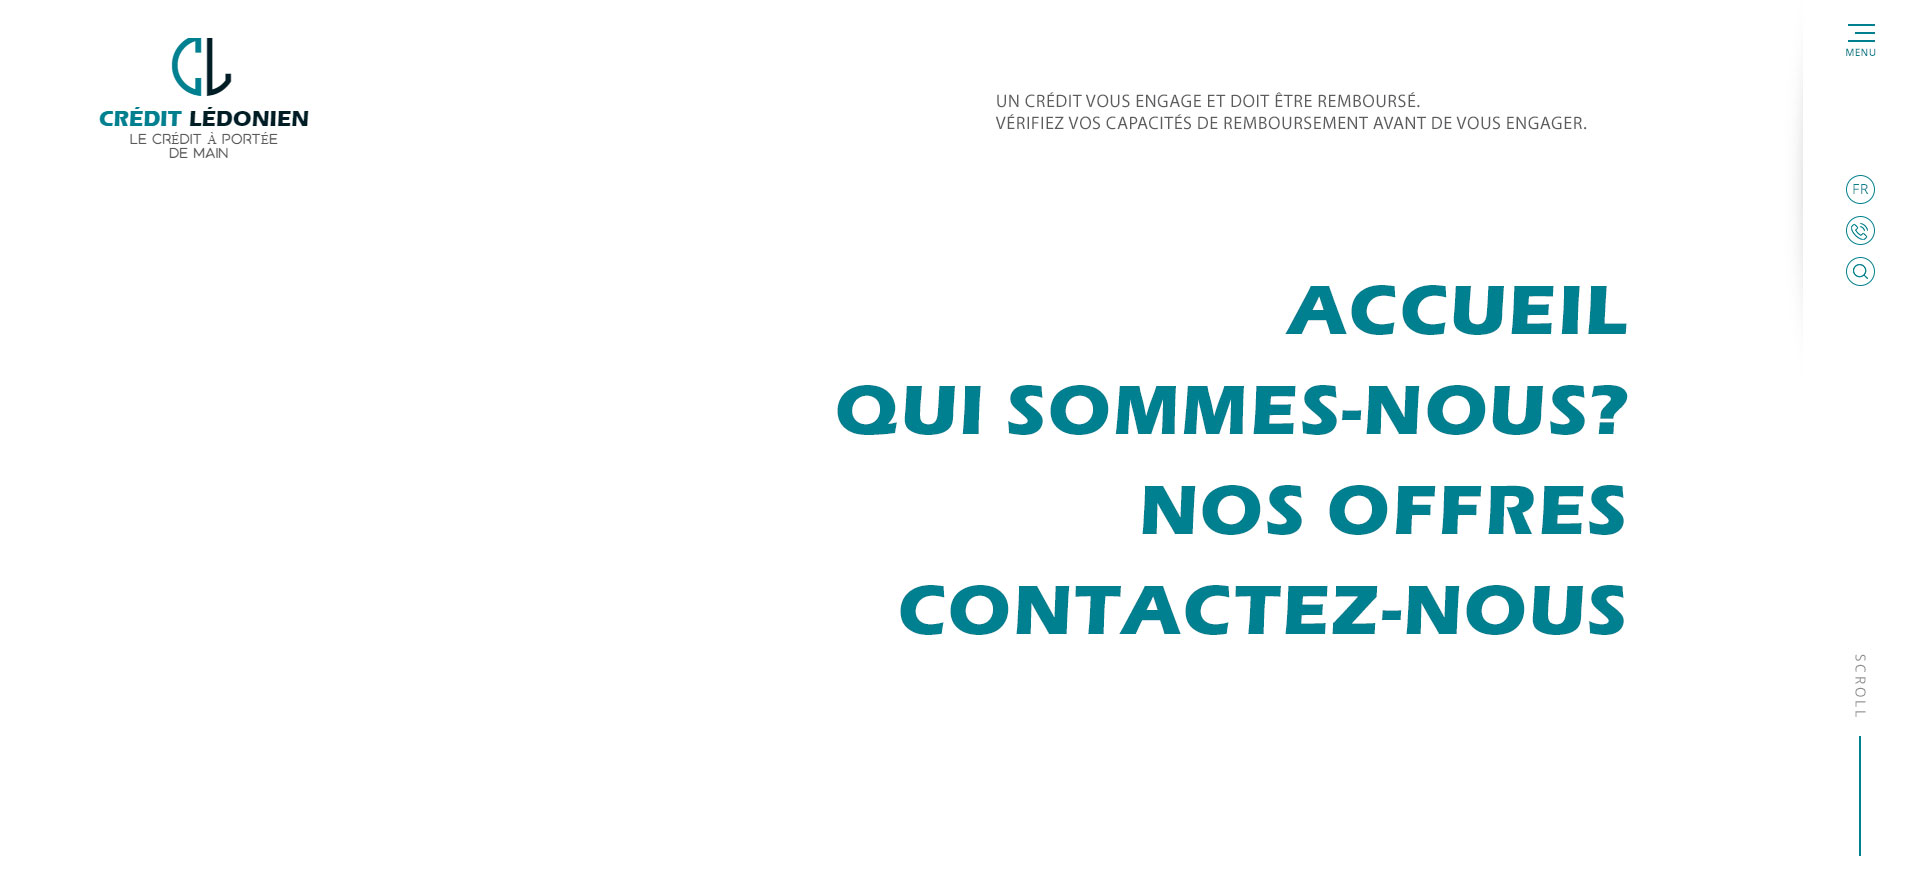 CL
CRÉDIT LÉDONIEN
LE CRÉDIT À PORTÉE
DE MAIN
UN CRÉDIT VOUS ENGAGE ET DOIT ÊTRE REMBOURSÉ.
VÉRIFIEZ VOS CAPACITÉS DE REMBOURSEMENT AVANT DE VOUS ENGAGER.
MENU
FR
ACCUEIL
QUI SOMMES-NOUS?
NOS OFFRES
CONTACTEZ-NOUS
SCROLL